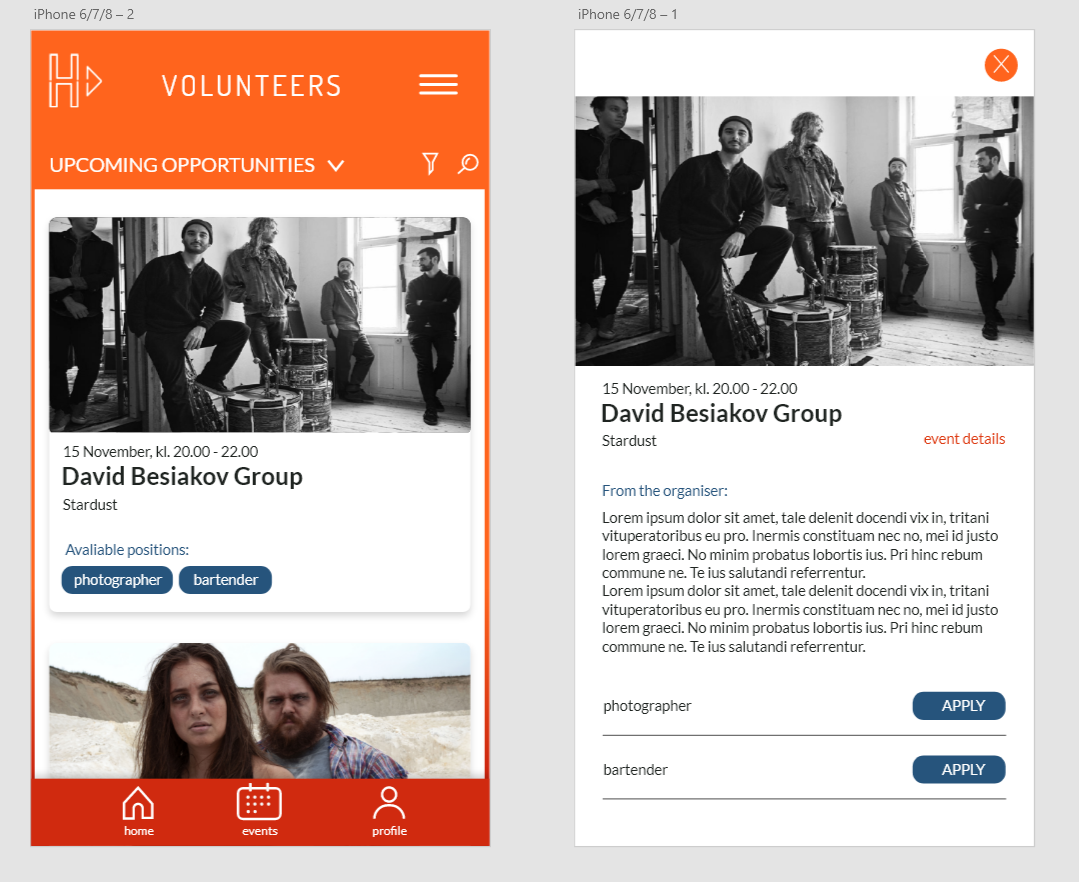 iPhone 6/7/8 – 2
VOLUNTEERS
UPCOMING OPPORTUNITIES
15 November, kl. 20.00 - 22.00
David Besiakov Group
Stardust
Avaliable positions:
photographer bartender
home events profile
iPhone 6/7/8 – 1
15 November, kl. 20.00 - 22.00
David Besiakov Group
Stardust
event details
From the organiser:
Lorem ipsum dolor sit amet, tale delenit docendi vix in, tritani
vituperatoribus eu pro. Inermis constituam nec no, mei id justo
lorem graeci. No minim probatus lobortis ius. Pri hinc rebum
commune ne. Te ius salutandi referrentur.
Lorem ipsum dolor sit amet, tale delenit docendi vix in, tritani
vituperatoribus eu pro. Inermis constituam nec no, mei id justo
lorem graeci. No minim probatus lobortis ius. Pri hinc rebum
commune ne. Te ius salutandi referrentur.
photographer APPLY
bartender APPLY